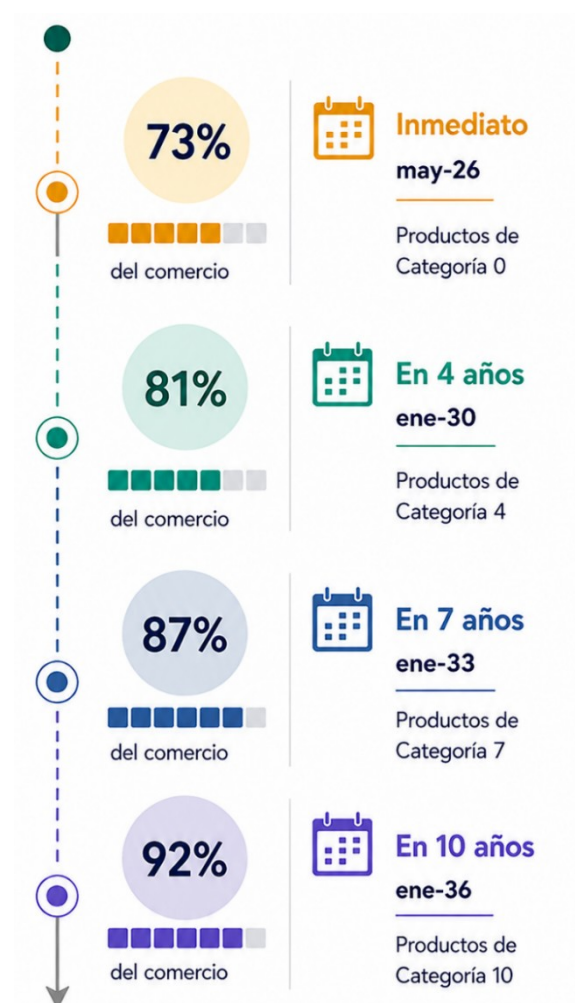 73%
del comercio
Inmediato
may-26
Productos de
Categoría 0
81%
del comercio
En 4 años
ene-30
Productos de
Categoría 4
87%
del comercio
En 7 años
ene-33
Productos de
Categoría 7
92%
del comercio
En 10 años
ene-36
Productos de
Categoría 10